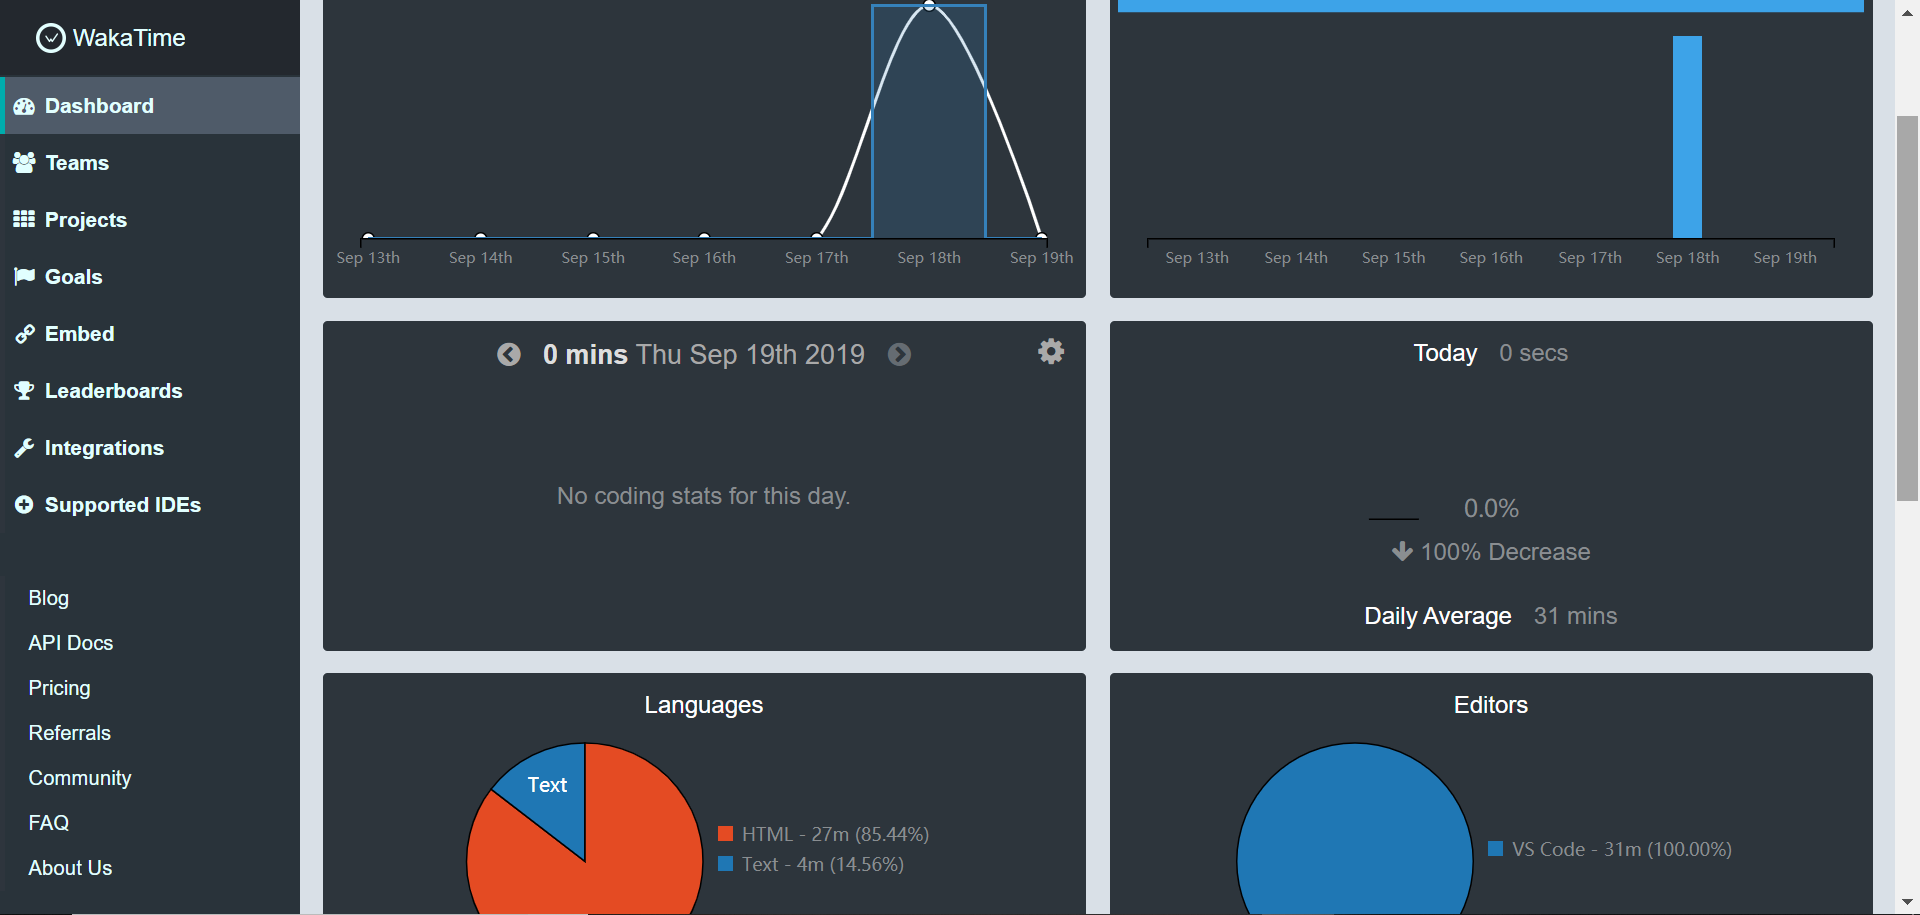 WakaTime
Dashboard
Teams
Projects
Goals
Embed
Leaderboards
Integrations
Supported IDEs
Blog
API Docs
Pricing
Referrals
Community
FAQ
About Us
Sep 13th Sep 14th Sep 15th Sep 16th Sep 17th Sep 18th Sep 19th
Sep 13th Sep 14th Sep 15th Sep 16th Sep 17th Sep 18th Sep 19th
0 mins Thu Sep 19th 2019
No coding stats for this day.
Today 0 secs
0.0%
100% Decrease
Daily Average 31 mins
Languages
Text
HTML - 27m (85.44%)
Text - 4m (14.56%)
Editors
VS Code - 31m (100.00%)